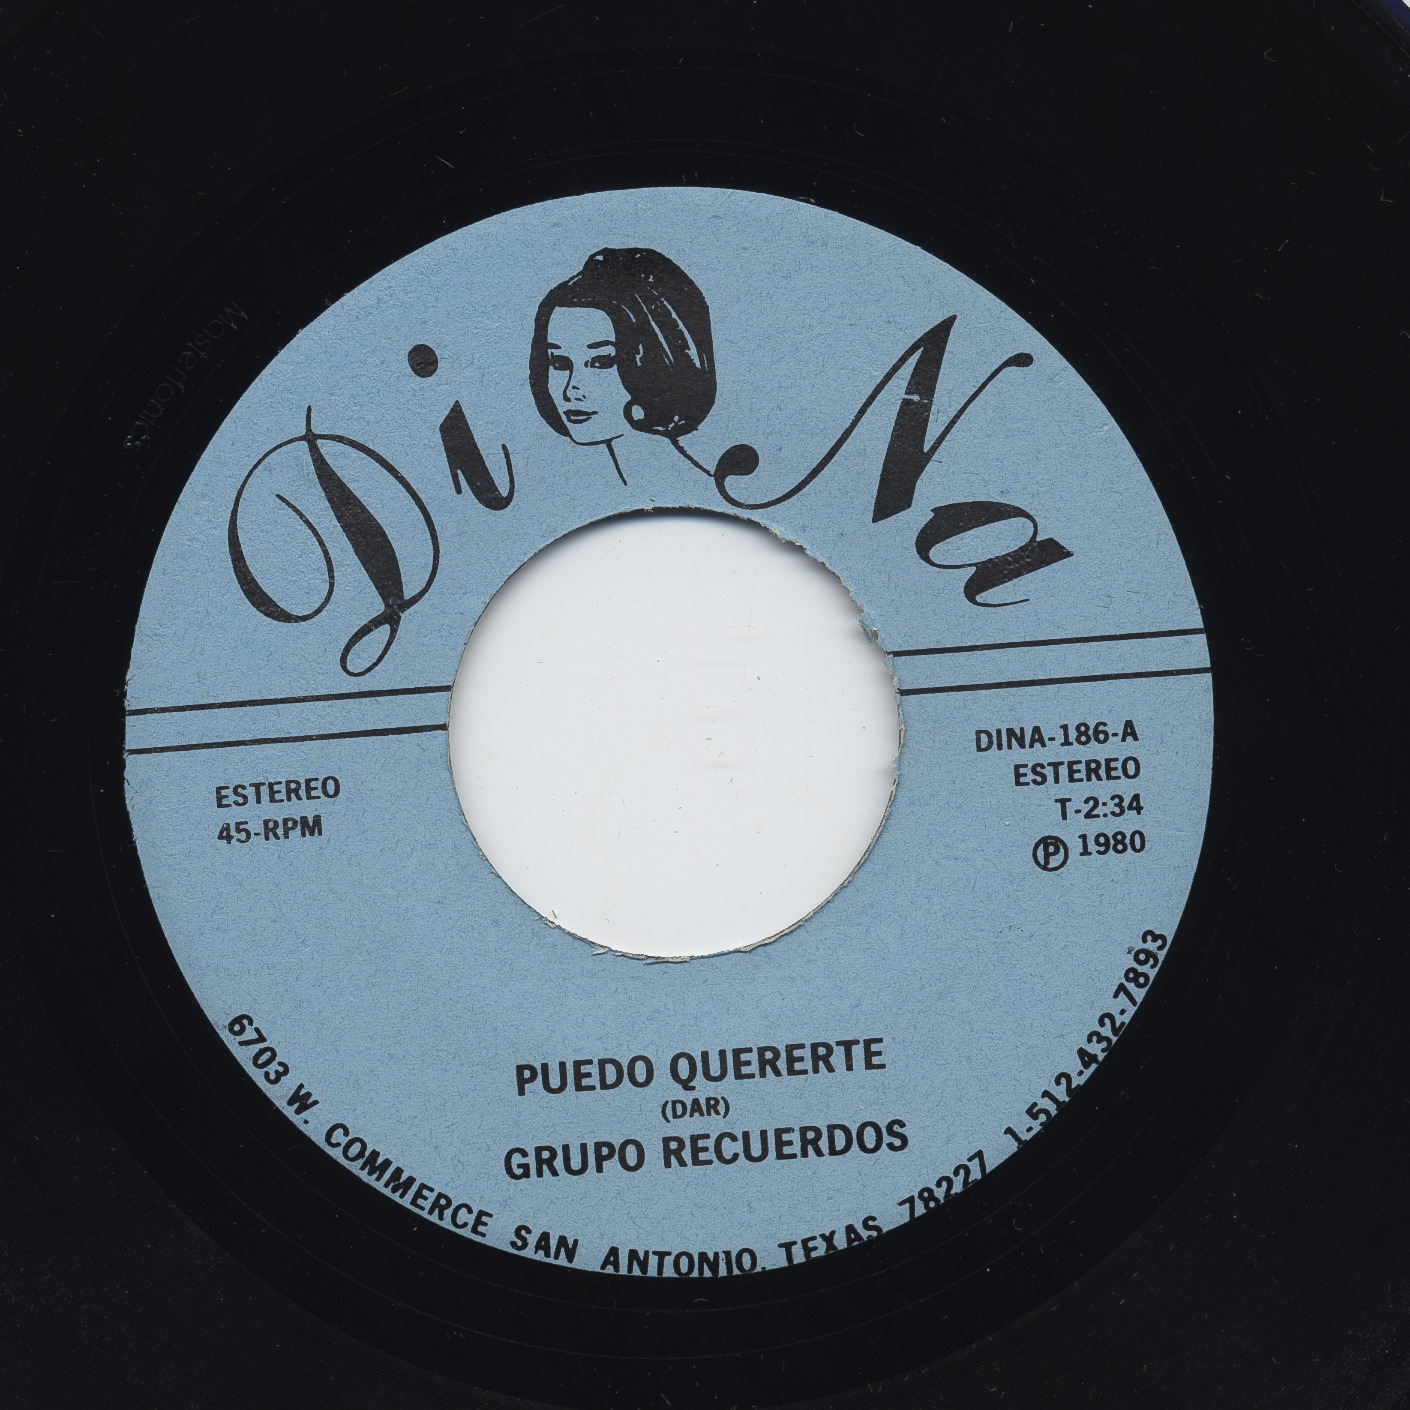 Masterfonics
Di Na
ESTEREO
45-RPM
DINA-186-A
ESTEREO
T-2:34
Ⓟ 1980
PUEDO QUERERTE
(DAR)
GRUPO RECUERDOS
6703 W. COMMERCE SAN ANTONIO, TEXAS 78227 1-512-432-7893